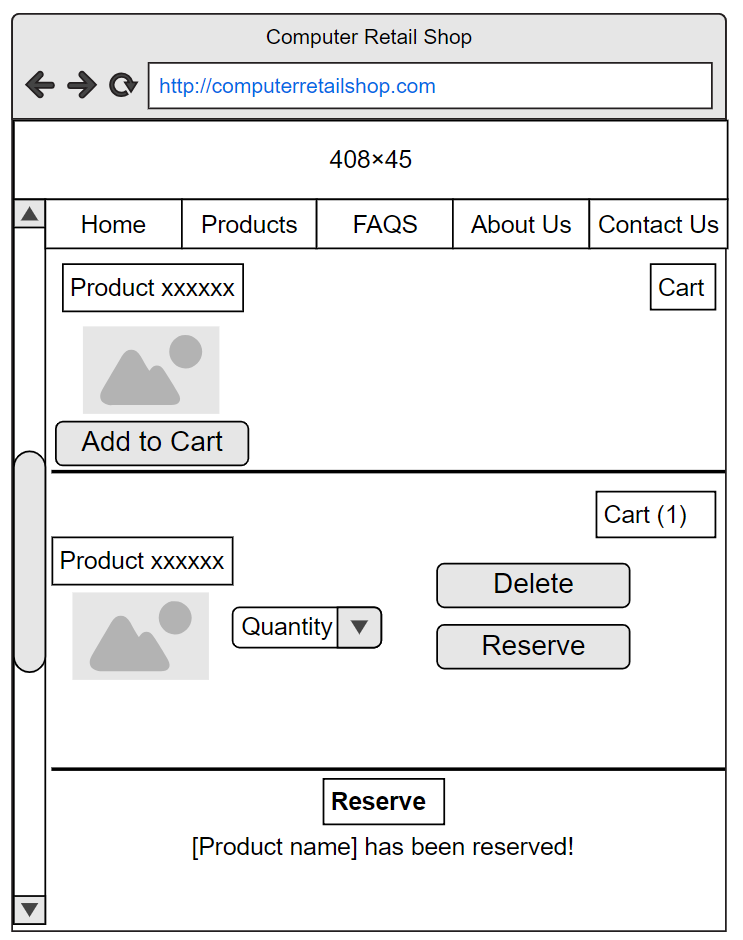 Computer Retail Shop
http://computerretailshop.com
408×45
Home Products FAQS About Us Contact Us
Product xxxxxx Cart
Add to Cart
Cart (1)
Product xxxxxx
Delete
Quantity
Reserve
Reserve
[Product name] has been reserved!